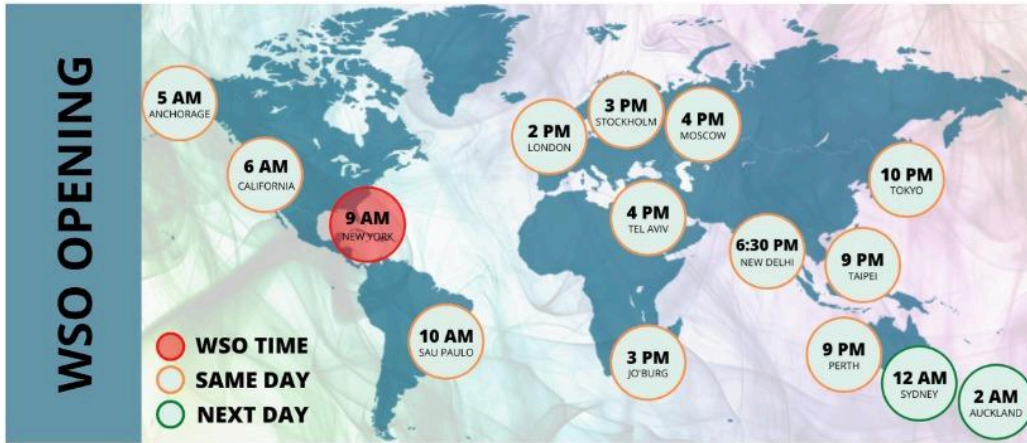 WSO OPENING
5 AM
ANCHORAGE
6 AM
CALIFORNIA
9 AM
NEW YORK
10 AM
SAU PAULO
2 PM
LONDON
3 PM
STOCKHOLM
4 PM
MOSCOW
4 PM
TEL AVIV
3 PM
JO'BURG
6:30 PM
NEW DELHI
10 PM
TOKYO
9 PM
TAIPEI
9 PM
PERTH
12 AM
SYDNEY
2 AM
AUCKLAND
WSO TIME
SAME DAY
NEXT DAY